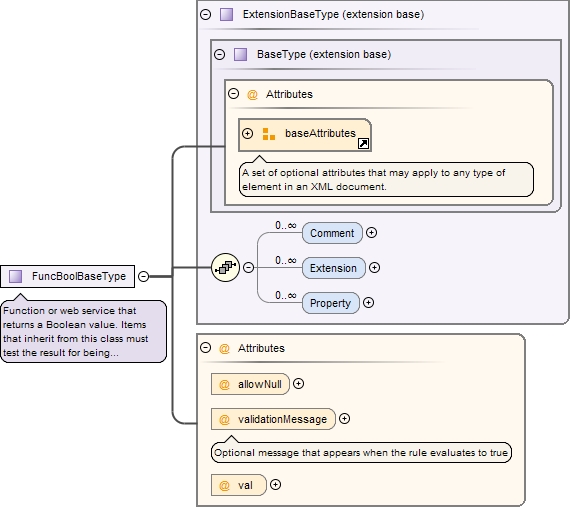 ExtensionBaseType (extension base)
BaseType (extension base)
@ Attributes
baseAttributes
A set of optional attributes that may apply to any type of
element in an XML document.
0..∞
Comment
0..∞
Extension
0..∞
Property
FuncBoolBaseType
Function or web service that
returns a Boolean value. Items
that inherit from this class must
test the result for being...
@ Attributes
@ allowNull
@ validationMessage
Optional message that appears when the rule evaluates to true
@ val